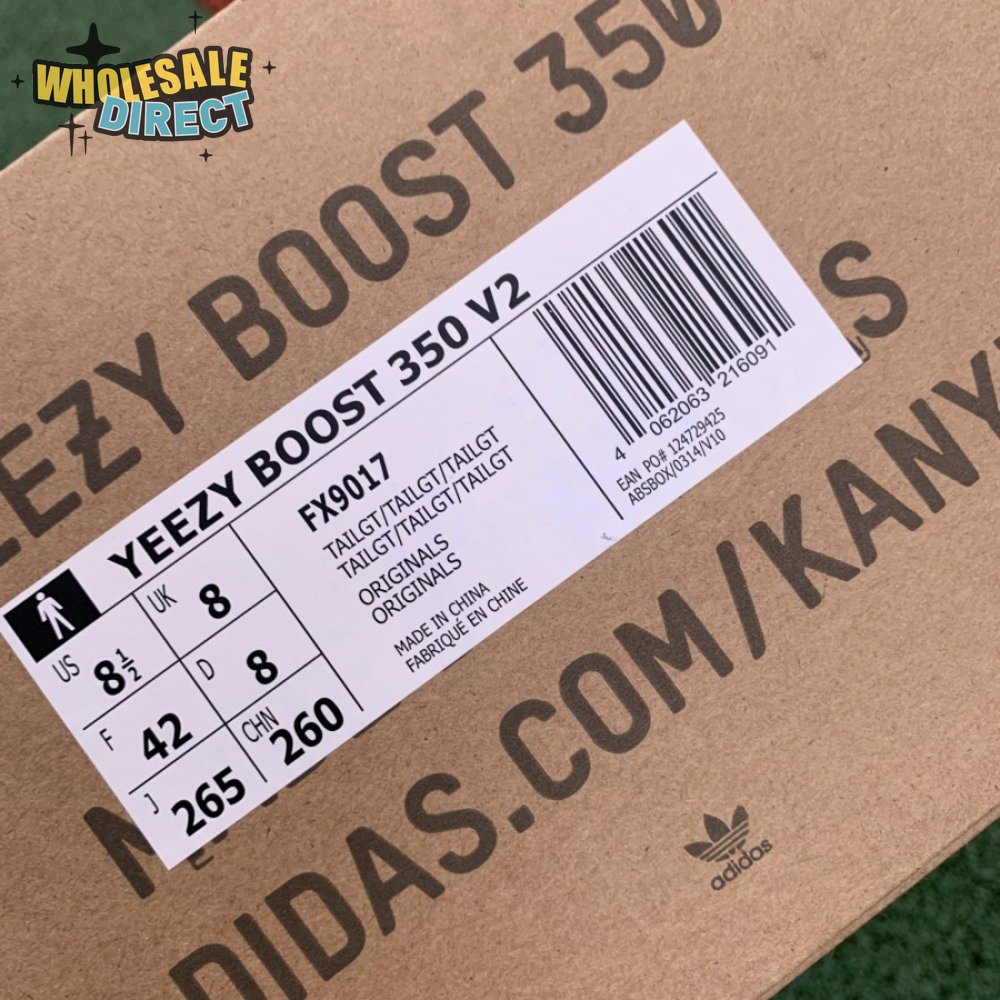 WHOLESALE
DIRECT
YEEZY BOOST 350
YEEZY BOOST 350 V2
US 8½
UK 8
F 42
D 8
J 265
CHN 260
FX9017
TAILGT/TAILGT/TAILGT
TAILGT/TAILGT/TAILGT
ORIGINALS
ORIGINALS
MADE IN CHINA
FABRIQUÉ EN CHINE
4 062063 216091
EAN PO# 124729425
ABSBOX/0314/V10
DIDAS.COM/KANY
adidas